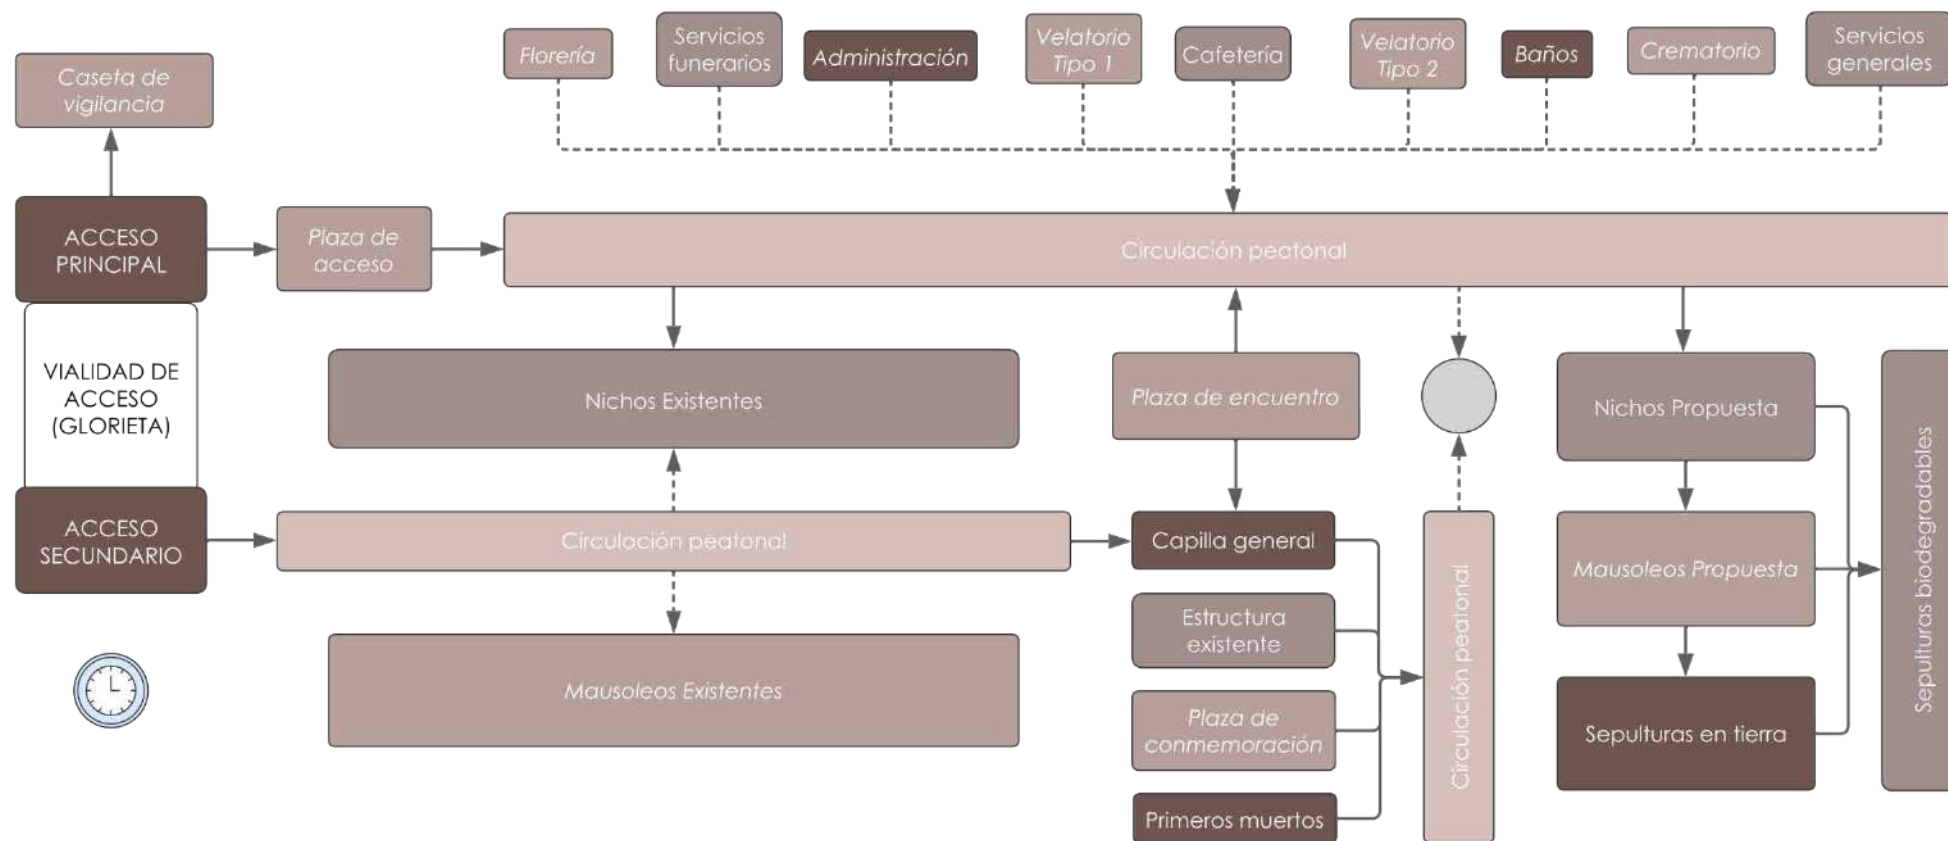 Florería
Servicios
funerarios
Administración
Velatorio
Tipo 1
Cafetería
Velatorio
Tipo 2
Baños
Crematorio
Servicios
generales
Caseta de
vigilancia
ACCESO
PRINCIPAL
Plaza de
acceso
Circulación peatonal
VIALIDAD DE
ACCESO
(GLORIETA)
Nichos Existentes
Plaza de encuentro
Nichos Propuesta
Sepulturas biodegradables
ACCESO
SECUNDARIO
Circulación peatonal
Capilla general
Circulación peatonal
Mausoleos Propuesta
Estructura
existente
Mausoleos Existentes
Plaza de
conmemoración
Sepulturas en tierra
Primeros muertos